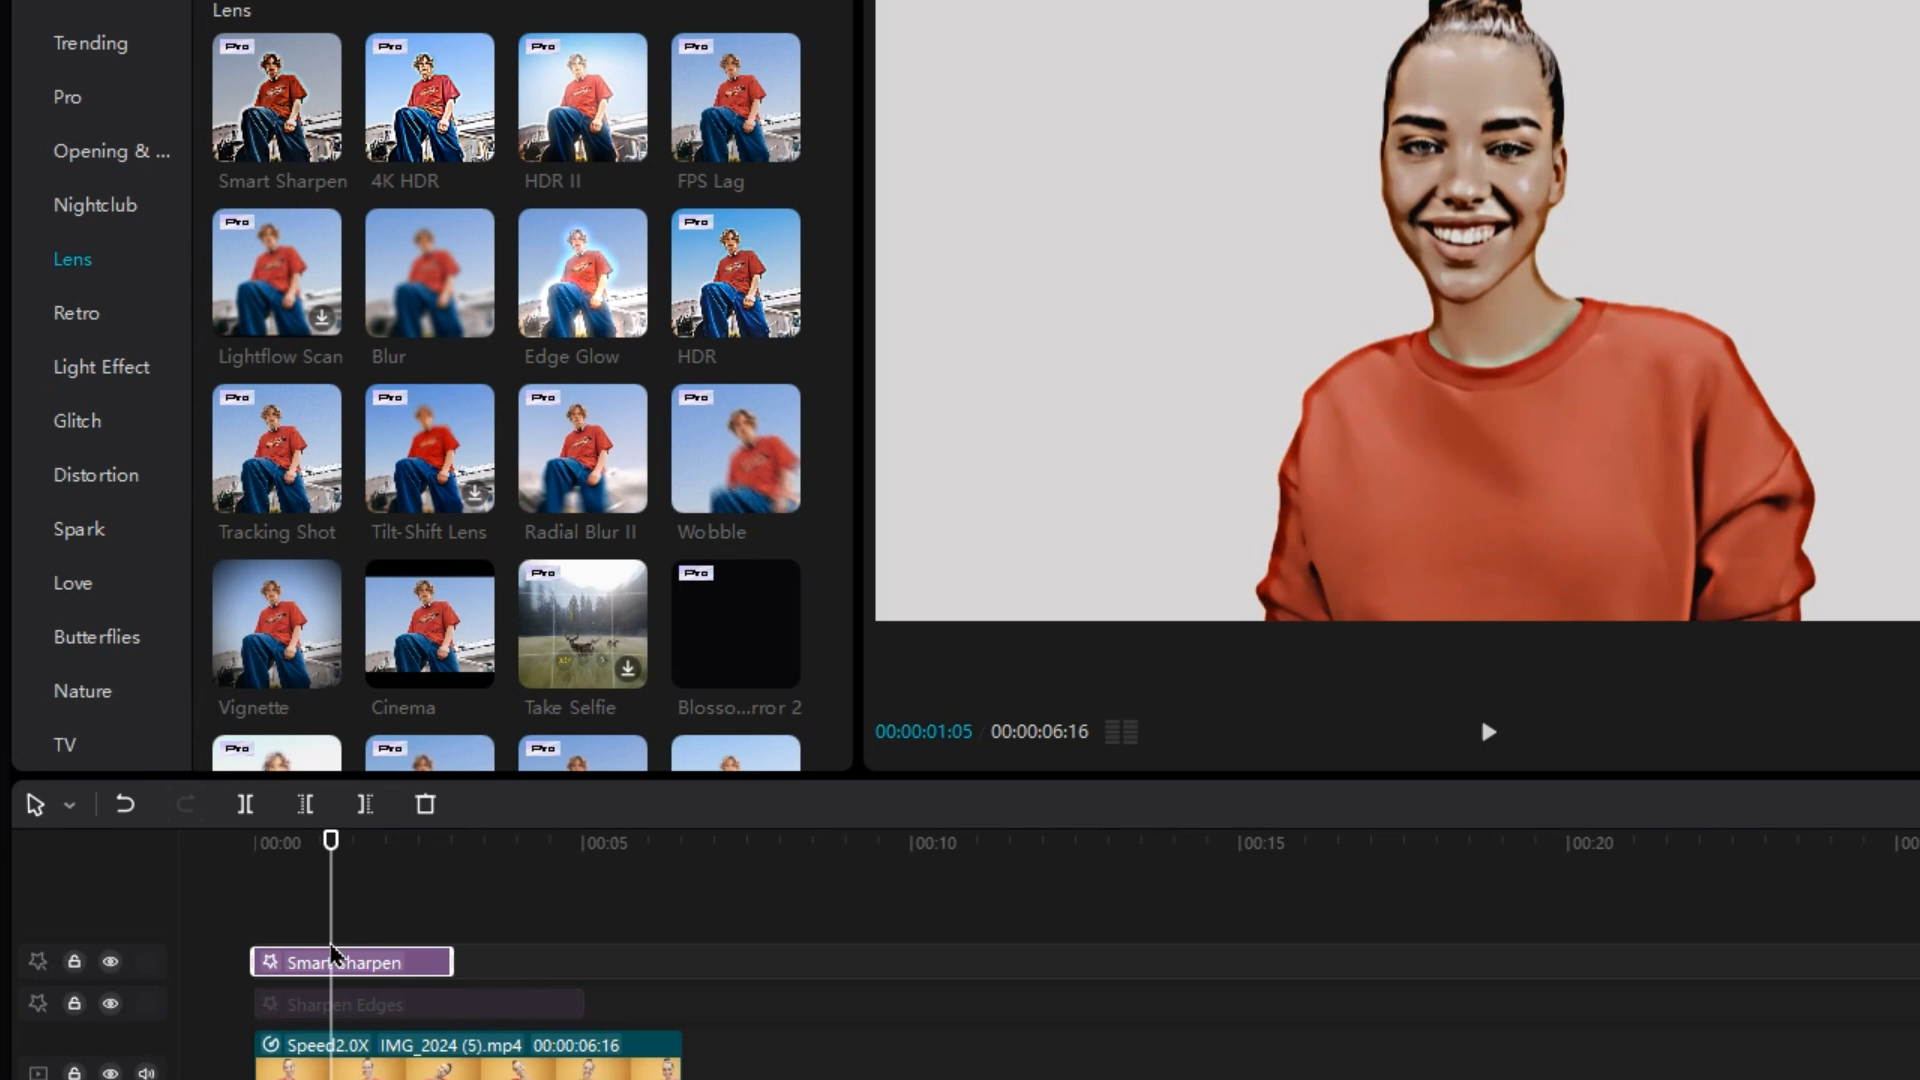 Lens
Trending
Pro
Opening & ...
Nightclub
Lens
Retro
Light Effect
Glitch
Distortion
Spark
Love
Butterflies
Nature
TV
Pro Pro Pro Pro
Smart Sharpen 4K HDR HDR II FPS Lag
Pro Pro
Lightflow Scan Blur Edge Glow HDR
Pro Pro Pro Pro
Tracking Shot Tilt-Shift Lens Radial Blur II Wobble
Pro Pro
Vignette Cinema Take Selfie Blosso...rror 2
Pro Pro Pro
00:00:01:05 / 00:00:06:16
00:00 00:05 00:10 00:15 00:20
Smart Sharpen
Sharpen Edges
Speed2.0X IMG_2024 (5).mp4 00:00:06:16